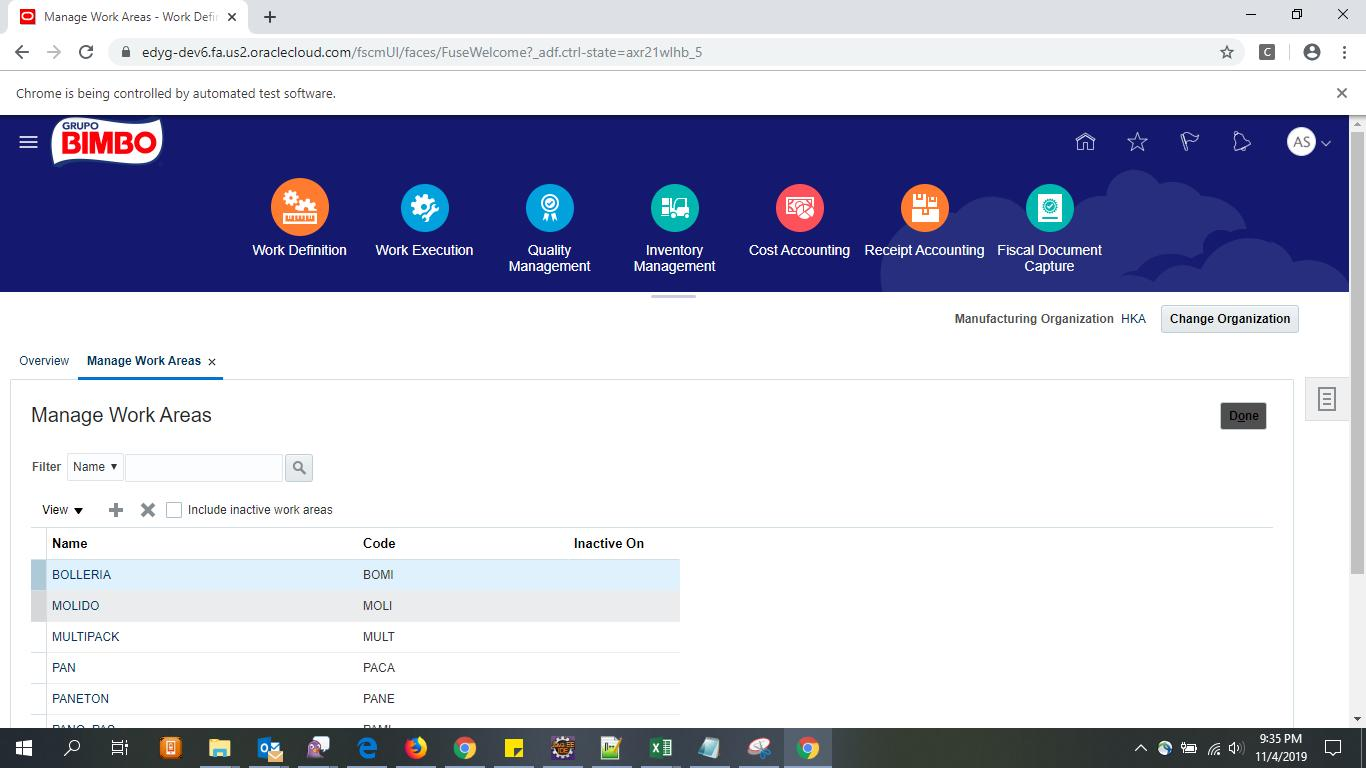 Manage Work Areas - Work Defin
edyg-dev6.fa.us2.oraclecloud.com/fscmUI/faces/FuseWelcome?_adf.ctrl-state=axr21wlhb_5
C
Chrome is being controlled by automated test software.
GRUPO
BIMBO
AS
Work Definition
Work Execution
Quality
Management
Inventory
Management
Cost Accounting
Receipt Accounting
Fiscal Document
Capture
Manufacturing Organization HKA Change Organization
Overview Manage Work Areas
Manage Work Areas
Done
Filter Name
View Include inactive work areas
Name Code Inactive On
BOLLERIA BOMI
MOLIDO MOLI
MULTIPACK MULT
PAN PACA
PANETON PANE
9:35 PM
11/4/2019